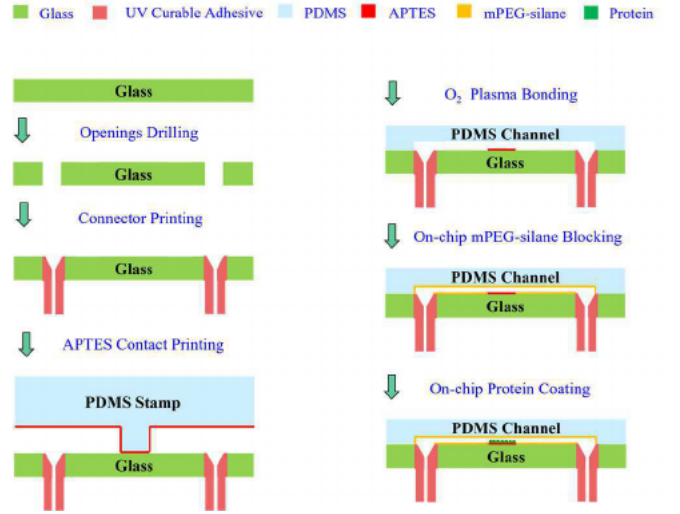 Glass UV Curable Adhesive PDMS APTES mPEG-silane Protein
Glass
Openings Drilling
Glass
Connector Printing
Glass
APTES Contact Printing
PDMS Stamp
Glass
O₂ Plasma Bonding
PDMS Channel
Glass
On-chip mPEG-silane Blocking
PDMS Channel
Glass
On-chip Protein Coating
PDMS Channel
Glass